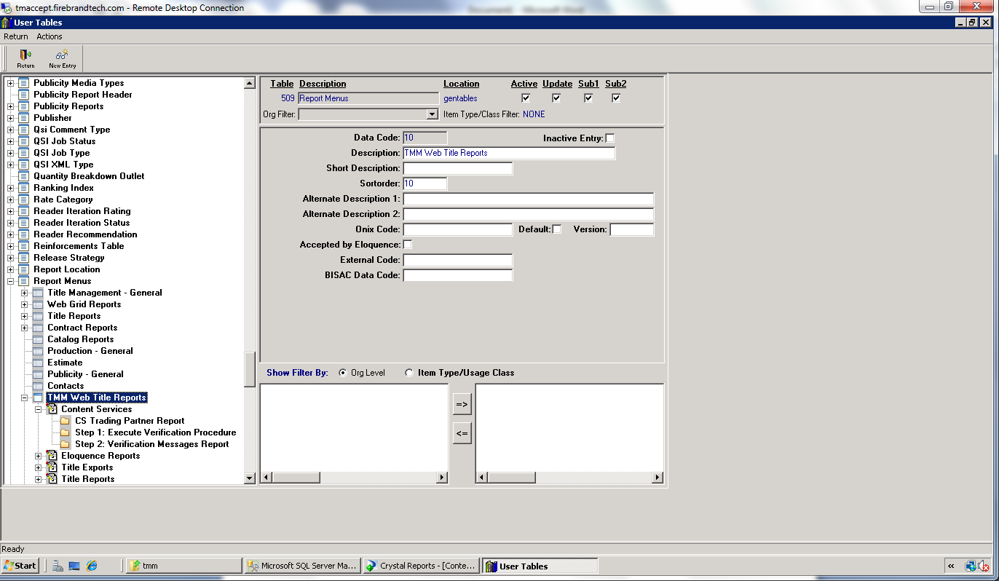 tmaccept.firebrandtech.com - Remote Desktop Connection
User Tables
Return Actions
Return New Entry
Publicity Media Types
Publicity Report Header
Publicity Reports
Publisher
Qsi Comment Type
QSI Job Status
QSI Job Type
QSI XML Type
Quantity Breakdown Outlet
Ranking Index
Rate Category
Reader Iteration Rating
Reader Iteration Status
Reader Recommendation
Reinforcements Table
Release Strategy
Report Location
Report Menus
Title Management - General
Web Grid Reports
Title Reports
Contract Reports
Catalog Reports
Production - General
Estimate
Publicity - General
Contacts
TMM Web Title Reports
Content Services
CS Trading Partner Report
Step 1: Execute Verification Procedure
Step 2: Verification Messages Report
Eloquence Reports
Title Exports
Title Reports
Table Description Location Active Update Sub1 Sub2
509 Report Menus gentables
Org Filter: Item Type/Class Filter: NONE
Data Code: 10 Inactive Entry:
Description: TMM Web Title Reports
Short Description:
Sortorder: 10
Alternate Description 1:
Alternate Description 2:
Onix Code: Default: Version:
Accepted by Eloquence:
External Code:
BISAC Data Code:
Show Filter By: Org Level Item Type/Usage Class
=>
<=
Ready
Start tmm Microsoft SQL Server Ma... Crystal Reports - [Conte... User Tables «